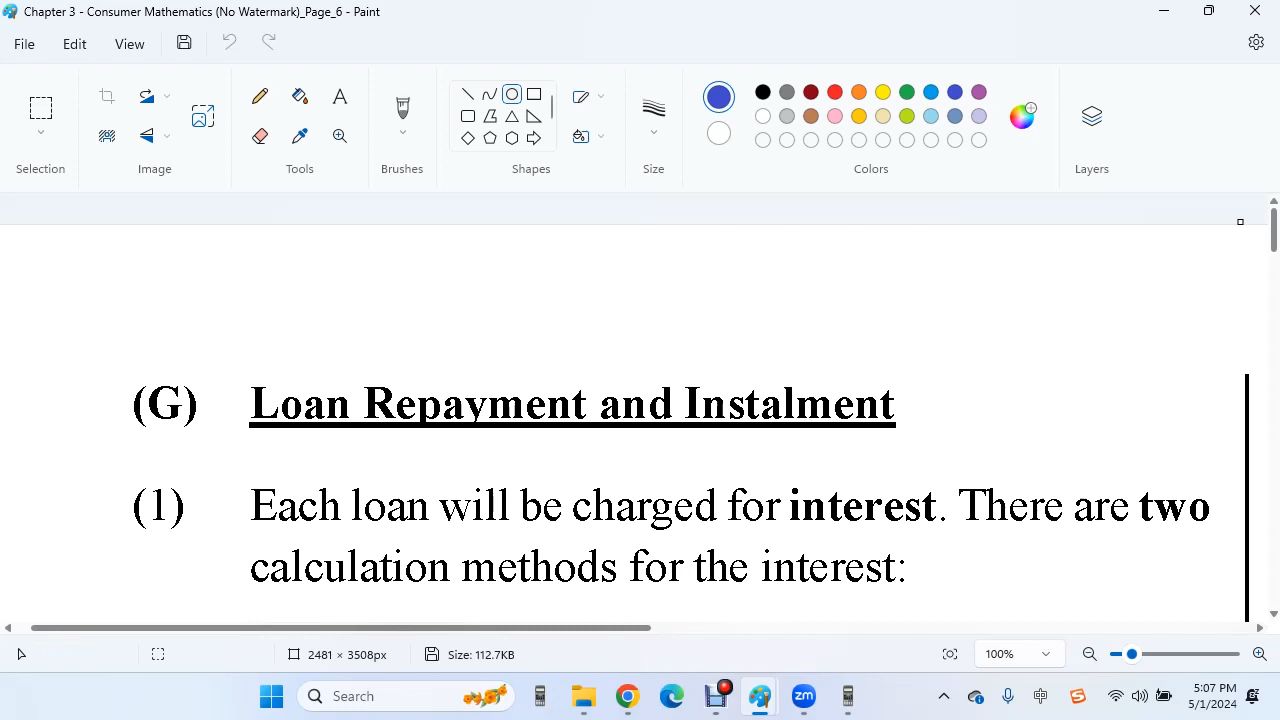 Chapter 3 - Consumer Mathematics (No Watermark)_Page_6 - Paint
File Edit View
Selection Image Tools Brushes Shapes Size Colors Layers
(G) Loan Repayment and Instalment
(1) Each loan will be charged for interest. There are two
calculation methods for the interest:
2481 × 3508px Size: 112.7KB 100%
Search zm 中 S 5:07 PM
5/1/2024